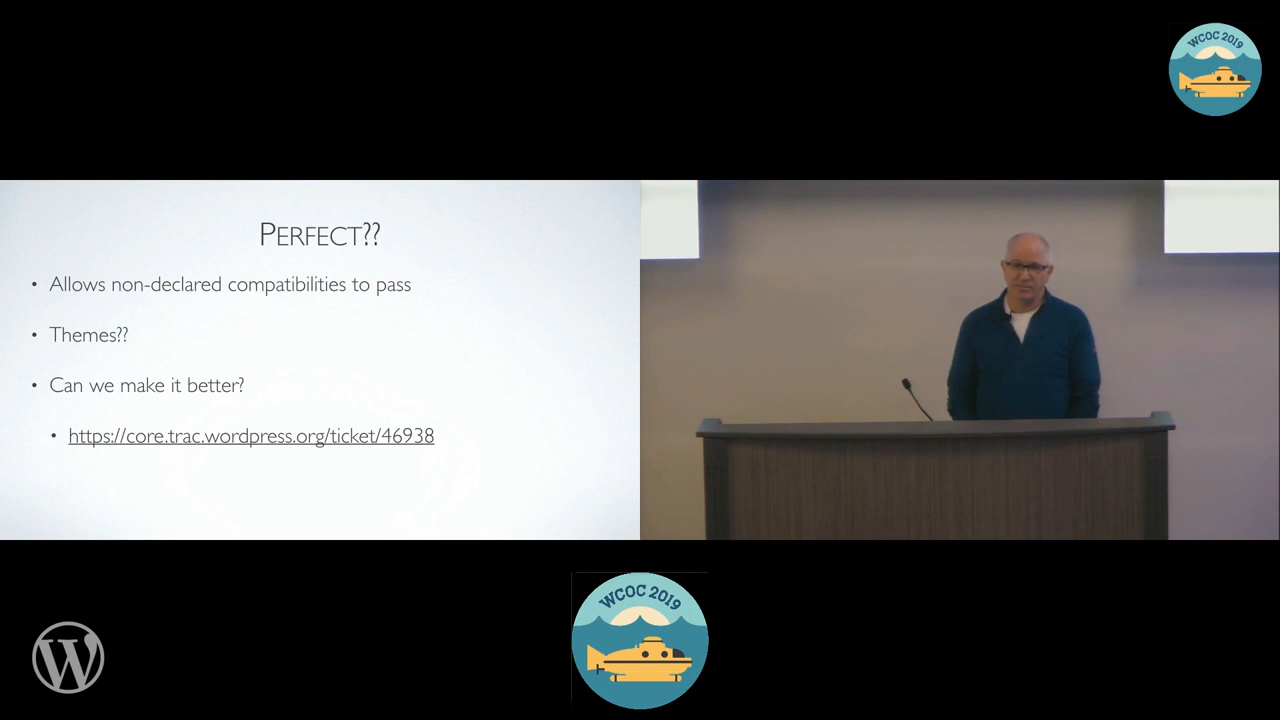 WCOC 2019
PERFECT??
• Allows non-declared compatibilities to pass
• Themes??
• Can we make it better?
• https://core.trac.wordpress.org/ticket/46938
WCOC 2019